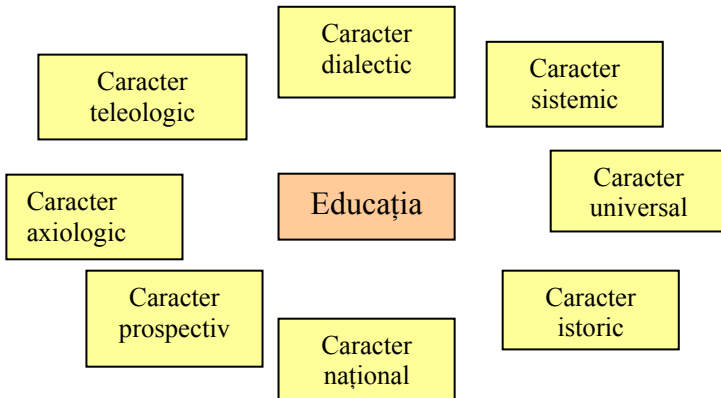 Caracter
dialectic
Caracter
teleologic
Caracter
sistemic
Caracter
axiologic
Educația
Caracter
universal
Caracter
prospectiv
Caracter
istoric
Caracter
național